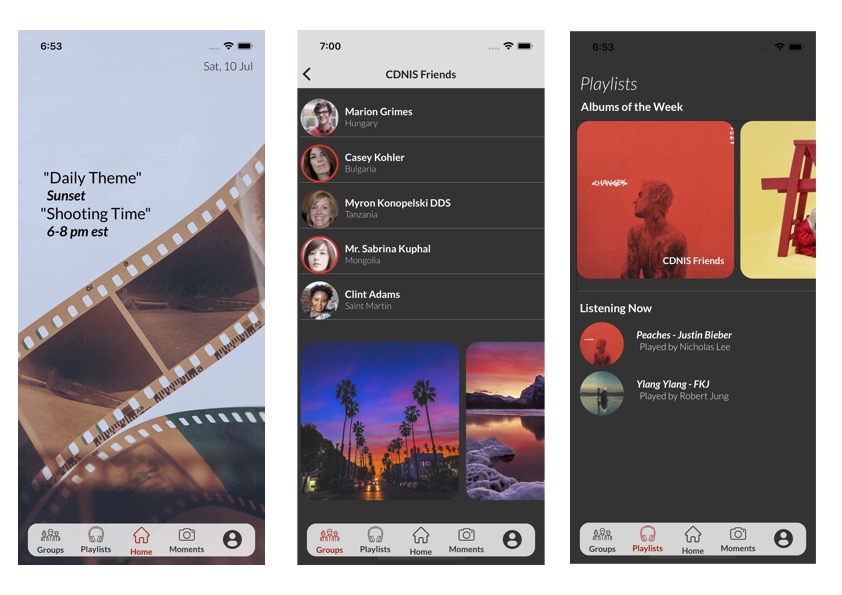 6:53
Sat, 10 Jul
"Daily Theme"
Sunset
"Shooting Time"
6-8 pm est
Groups
Playlists
Home
Moments
7:00
CDNIS Friends
Marion Grimes
Hungary
Casey Kohler
Bulgaria
Myron Konopelski DDS
Tanzania
Mr. Sabrina Kuphal
Mongolia
Clint Adams
Saint Martin
Groups
Playlists
Home
Moments
6:53
Playlists
Albums of the Week
CHANGES
CDNIS Friends
Listening Now
Peaches - Justin Bieber
Played by Nicholas Lee
Ylang Ylang - FKJ
Played by Robert Jung
Groups
Playlists
Home
Moments